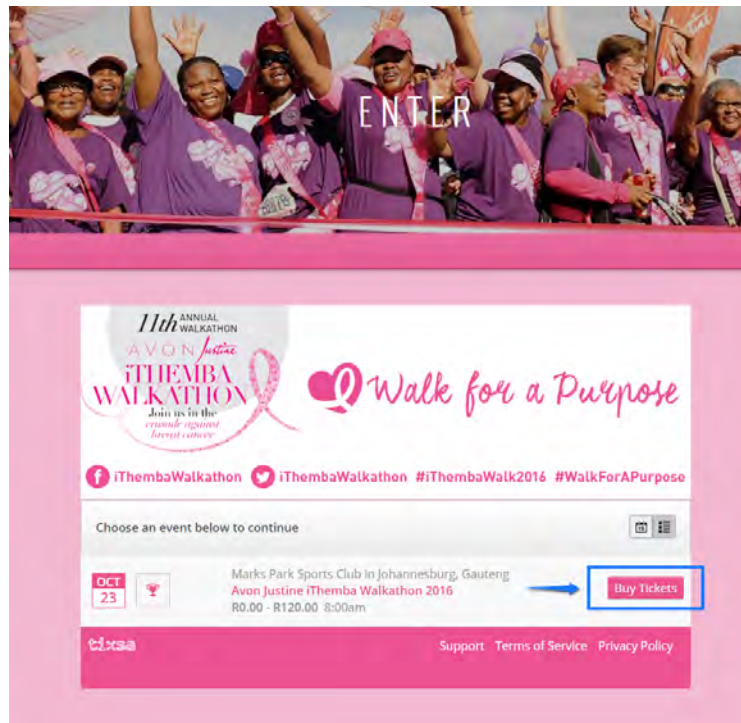 ENTER
11th ANNUAL
WALKATHON
AVON Justine
iTHEMBA
WALKATHON
Join us in the
crusade against
breast cancer
Walk for a Purpose
iThembaWalkathon iThembaWalkathon #iThembaWalk2016 #WalkForAPurpose
Choose an event below to continue
OCT
23
Marks Park Sports Club in Johannesburg, Gauteng
Avon Justine iThemba Walkathon 2016
R0.00 - R120.00 8:00am
Buy Tickets
tixsa
Support Terms of Service Privacy Policy